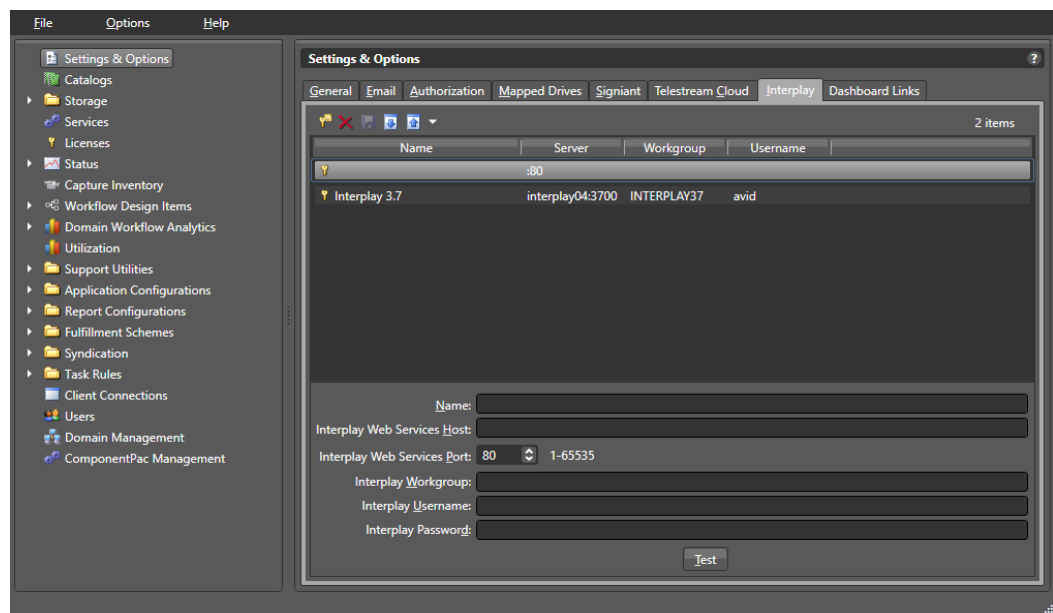 File Options Help
Settings & Options
Catalogs
Storage
Services
Licenses
Status
Capture Inventory
Workflow Design Items
Domain Workflow Analytics
Utilization
Support Utilities
Application Configurations
Report Configurations
Fulfillment Schemes
Syndication
Task Rules
Client Connections
Users
Domain Management
ComponentPac Management
Settings & Options ?
General Email Authorization Mapped Drives Signiant Telestream Cloud Interplay Dashboard Links
2 items
Name Server Workgroup Username
:80
Interplay 3.7 interplay04:3700 INTERPLAY37 avid
Name:
Interplay Web Services Host:
Interplay Web Services Port: 80 1-65535
Interplay Workgroup:
Interplay Username:
Interplay Password:
Test